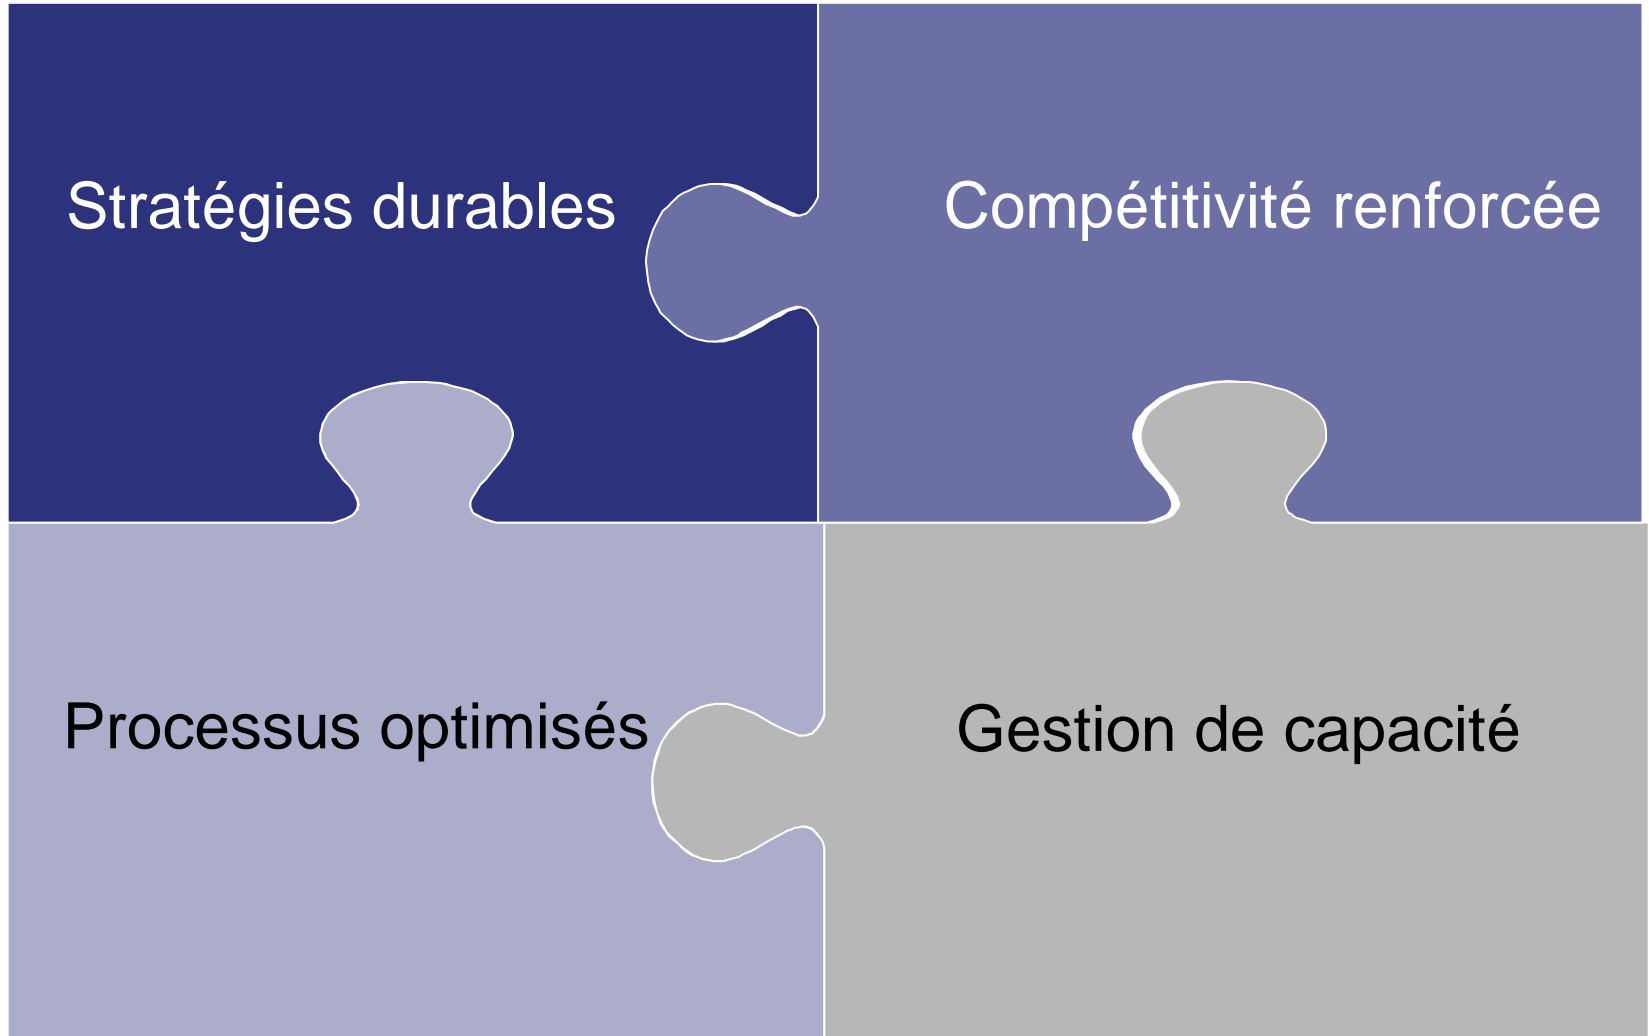 Stratégies durables
Compétitivité renforcée
Processus optimisés
Gestion de capacité